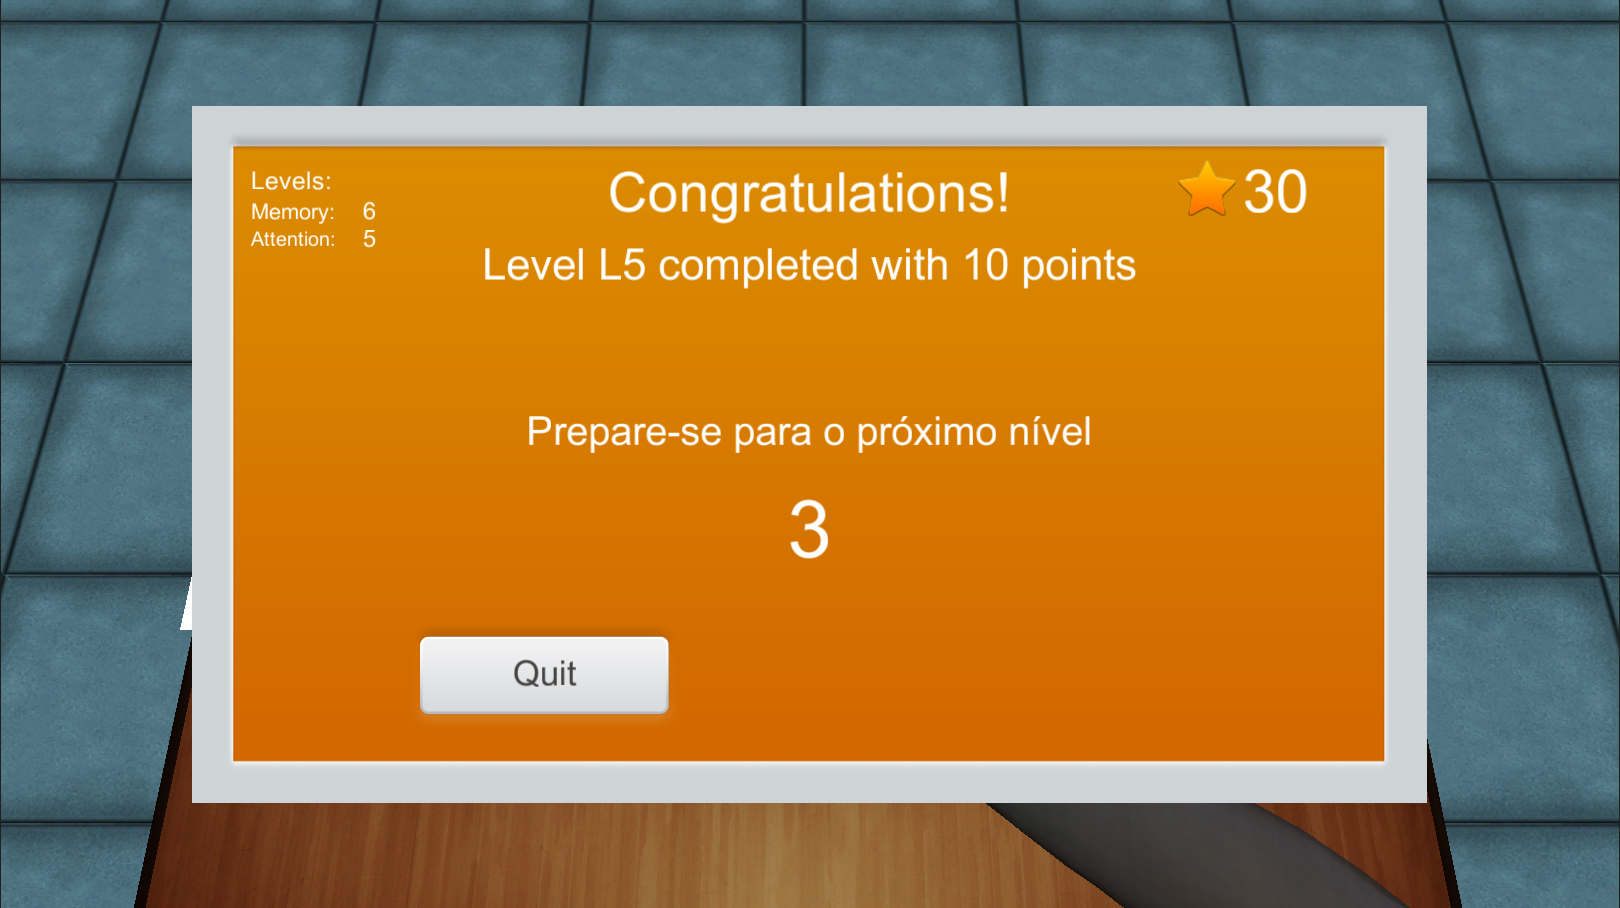 Levels:
Memory: 6
Attention: 5
Congratulations!
30
Level L5 completed with 10 points
Prepare-se para o próximo nível
3
Quit